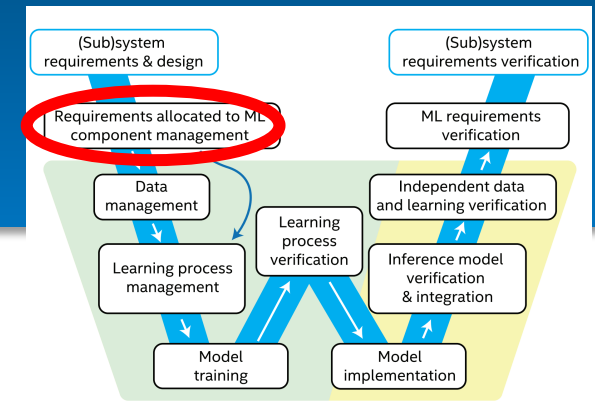 (Sub)system
requirements & design
(Sub)system
requirements verification
Requirements allocated to ML
component management
ML requirements
verification
Data
management
Independent data
and learning verification
Learning
process
verification
Learning process
management
Inference model
verification
& integration
Model
training
Model
implementation